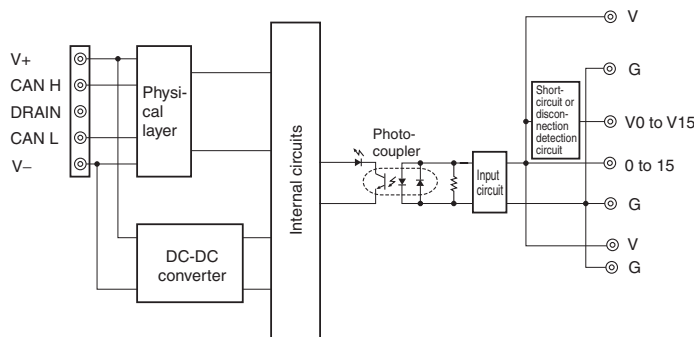 V+
CAN H
DRAIN
CAN L
V–
Physi-
cal
layer
DC-DC
converter
Internal circuits
Photo-
coupler
Input
circuit
Short-
circuit or
discon-
nection
detection
circuit
V
G
V0 to V15
0 to 15
G
V
G